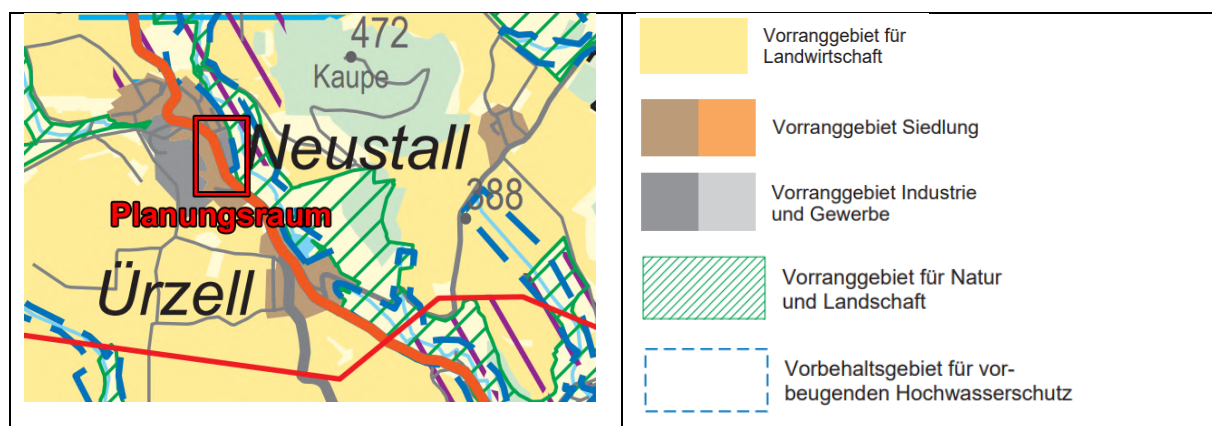 472
Kaupe
Neustall
388
Planungsraum
Ürzell
Vorranggebiet für
Landwirtschaft
Vorranggebiet Siedlung
Vorranggebiet Industrie
und Gewerbe
Vorranggebiet für Natur
und Landschaft
Vorbehaltsgebiet für vor-
beugenden Hochwasserschutz